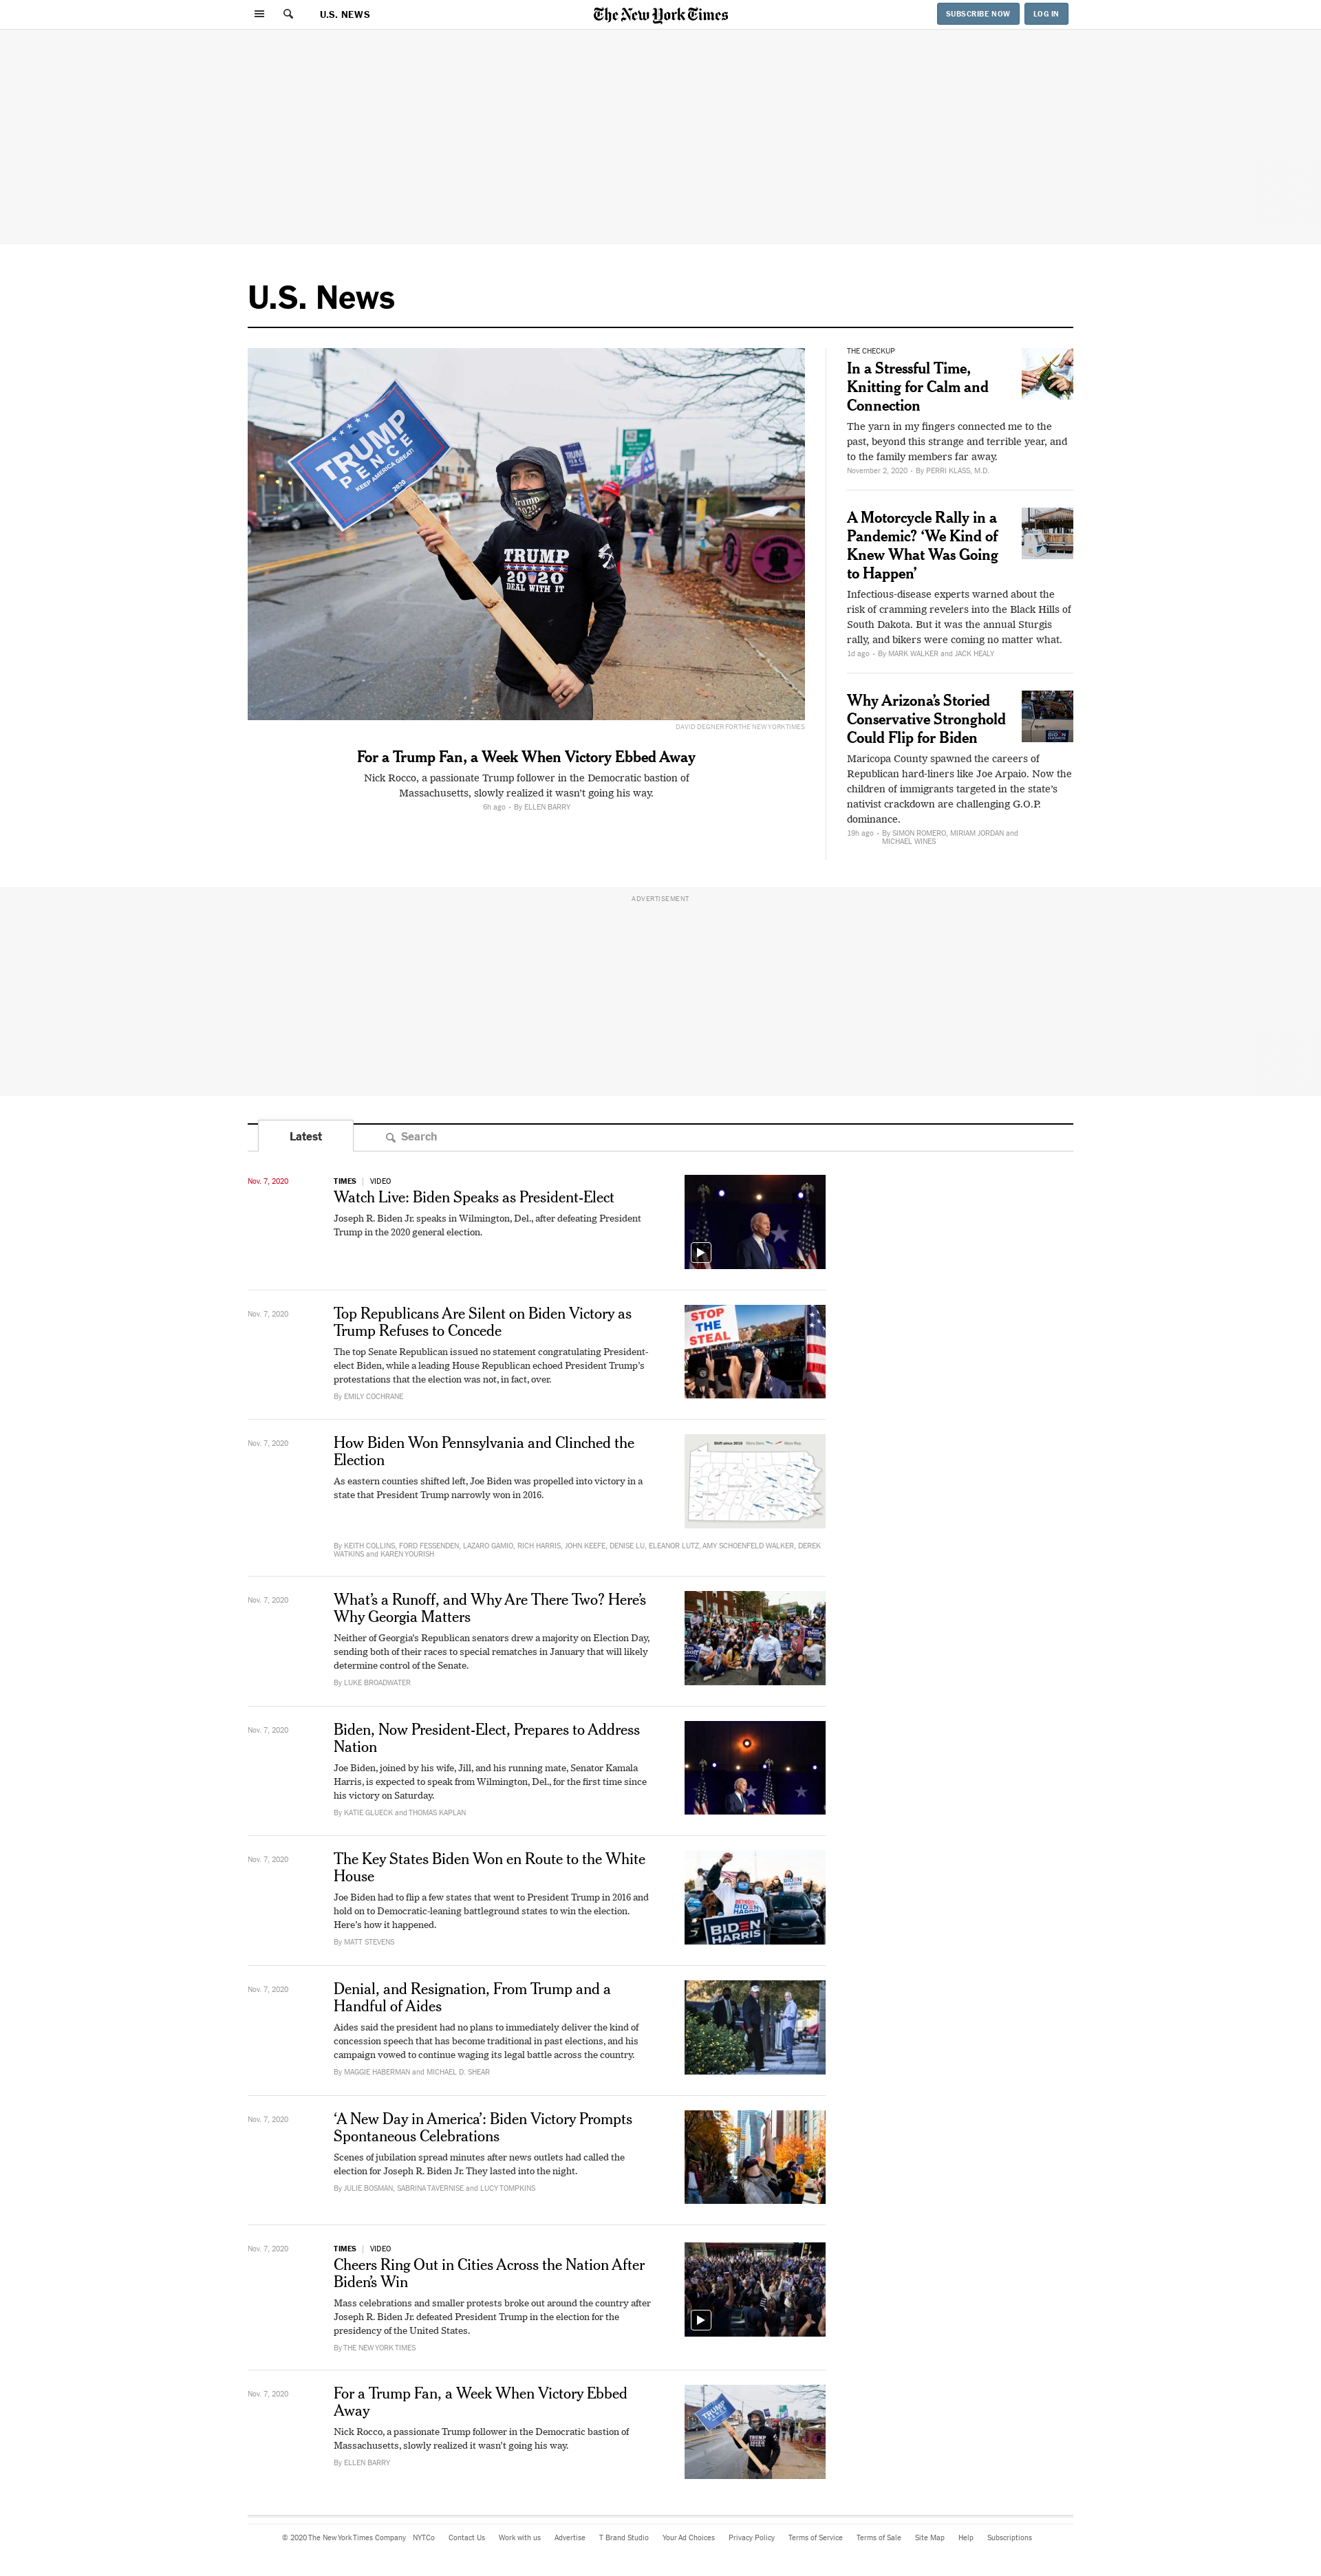 U.S. NEWS
The New York Times
SUBSCRIBE NOW
LOG IN
U.S. News
TRUMP
PENCE
KEEP AMERICA GREAT!
2020
TRUMP
2020
DEAL WITH IT
DAVID DEGNER FOR THE NEW YORK TIMES
For a Trump Fan, a Week When Victory Ebbed Away
Nick Rocco, a passionate Trump follower in the Democratic bastion of
Massachusetts, slowly realized it wasn't going his way.
6h ago • By ELLEN BARRY
THE CHECKUP
In a Stressful Time,
Knitting for Calm and
Connection
The yarn in my fingers connected me to the
past, beyond this strange and terrible year, and
to the family members far away.
November 2, 2020 • By PERRI KLASS, M.D.
A Motorcycle Rally in a
Pandemic? ‘We Kind of
Knew What Was Going
to Happen’
Infectious-disease experts warned about the
risk of cramming revelers into the Black Hills of
South Dakota. But it was the annual Sturgis
rally, and bikers were coming no matter what.
1d ago • By MARK WALKER and JACK HEALY
Why Arizona’s Storied
Conservative Stronghold
Could Flip for Biden
Maricopa County spawned the careers of
Republican hard-liners like Joe Arpaio. Now the
children of immigrants targeted in the state’s
nativist crackdown are challenging G.O.P.
dominance.
19h ago • By SIMON ROMERO, MIRIAM JORDAN and
MICHAEL WINES
ADVERTISEMENT
Latest
Search
Nov. 7, 2020
TIMES | VIDEO
Watch Live: Biden Speaks as President-Elect
Joseph R. Biden Jr. speaks in Wilmington, Del., after defeating President
Trump in the 2020 general election.
Nov. 7, 2020
Top Republicans Are Silent on Biden Victory as
Trump Refuses to Concede
The top Senate Republican issued no statement congratulating President-
elect Biden, while a leading House Republican echoed President Trump’s
protestations that the election was not, in fact, over.
By EMILY COCHRANE
STOP
THE
STEAL
Nov. 7, 2020
How Biden Won Pennsylvania and Clinched the
Election
As eastern counties shifted left, Joe Biden was propelled into victory in a
state that President Trump narrowly won in 2016.
By KEITH COLLINS, FORD FESSENDEN, LAZARO GAMIO, RICH HARRIS, JOHN KEEFE, DENISE LU, ELEANOR LUTZ, AMY SCHOENFELD WALKER, DEREK
WATKINS and KAREN YOURISH
Nov. 7, 2020
What’s a Runoff, and Why Are There Two? Here’s
Why Georgia Matters
Neither of Georgia’s Republican senators drew a majority on Election Day,
sending both of their races to special rematches in January that will likely
determine control of the Senate.
By LUKE BROADWATER
Nov. 7, 2020
Biden, Now President-Elect, Prepares to Address
Nation
Joe Biden, joined by his wife, Jill, and his running mate, Senator Kamala
Harris, is expected to speak from Wilmington, Del., for the first time since
his victory on Saturday.
By KATIE GLUECK and THOMAS KAPLAN
Nov. 7, 2020
The Key States Biden Won en Route to the White
House
Joe Biden had to flip a few states that went to President Trump in 2016 and
hold on to Democratic-leaning battleground states to win the election.
Here’s how it happened.
By MATT STEVENS
BIDEN
HARRIS
Nov. 7, 2020
Denial, and Resignation, From Trump and a
Handful of Aides
Aides said the president had no plans to immediately deliver the kind of
concession speech that has become traditional in past elections, and his
campaign vowed to continue waging its legal battle across the country.
By MAGGIE HABERMAN and MICHAEL D. SHEAR
Nov. 7, 2020
‘A New Day in America’: Biden Victory Prompts
Spontaneous Celebrations
Scenes of jubilation spread minutes after news outlets had called the
election for Joseph R. Biden Jr. They lasted into the night.
By JULIE BOSMAN, SABRINA TAVERNISE and LUCY TOMPKINS
Nov. 7, 2020
TIMES | VIDEO
Cheers Ring Out in Cities Across the Nation After
Biden’s Win
Mass celebrations and smaller protests broke out around the country after
Joseph R. Biden Jr. defeated President Trump in the election for the
presidency of the United States.
By THE NEW YORK TIMES
Nov. 7, 2020
For a Trump Fan, a Week When Victory Ebbed
Away
Nick Rocco, a passionate Trump follower in the Democratic bastion of
Massachusetts, slowly realized it wasn’t going his way.
By ELLEN BARRY
© 2020 The New York Times Company NYTCo Contact Us Work with us Advertise T Brand Studio Your Ad Choices Privacy Policy Terms of Service Terms of Sale Site Map Help Subscriptions